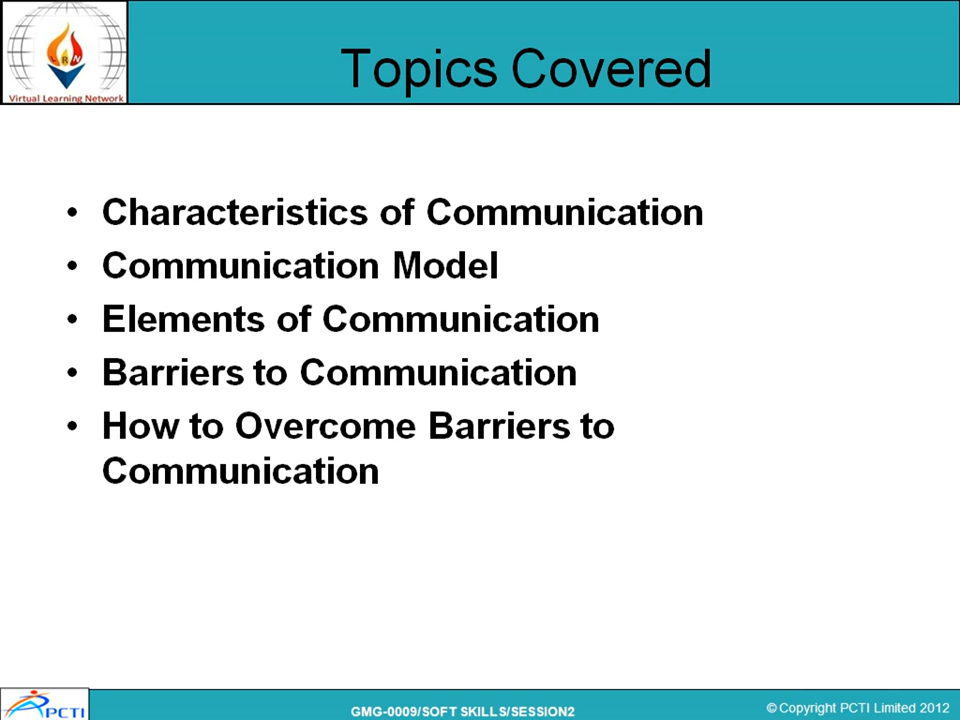 RN
Virtual Learning Network
Topics Covered
• Characteristics of Communication
• Communication Model
• Elements of Communication
• Barriers to Communication
• How to Overcome Barriers to
Communication
PCTI
GMG-0009/SOFT SKILLS/SESSION2
© Copyright PCTI Limited 2012